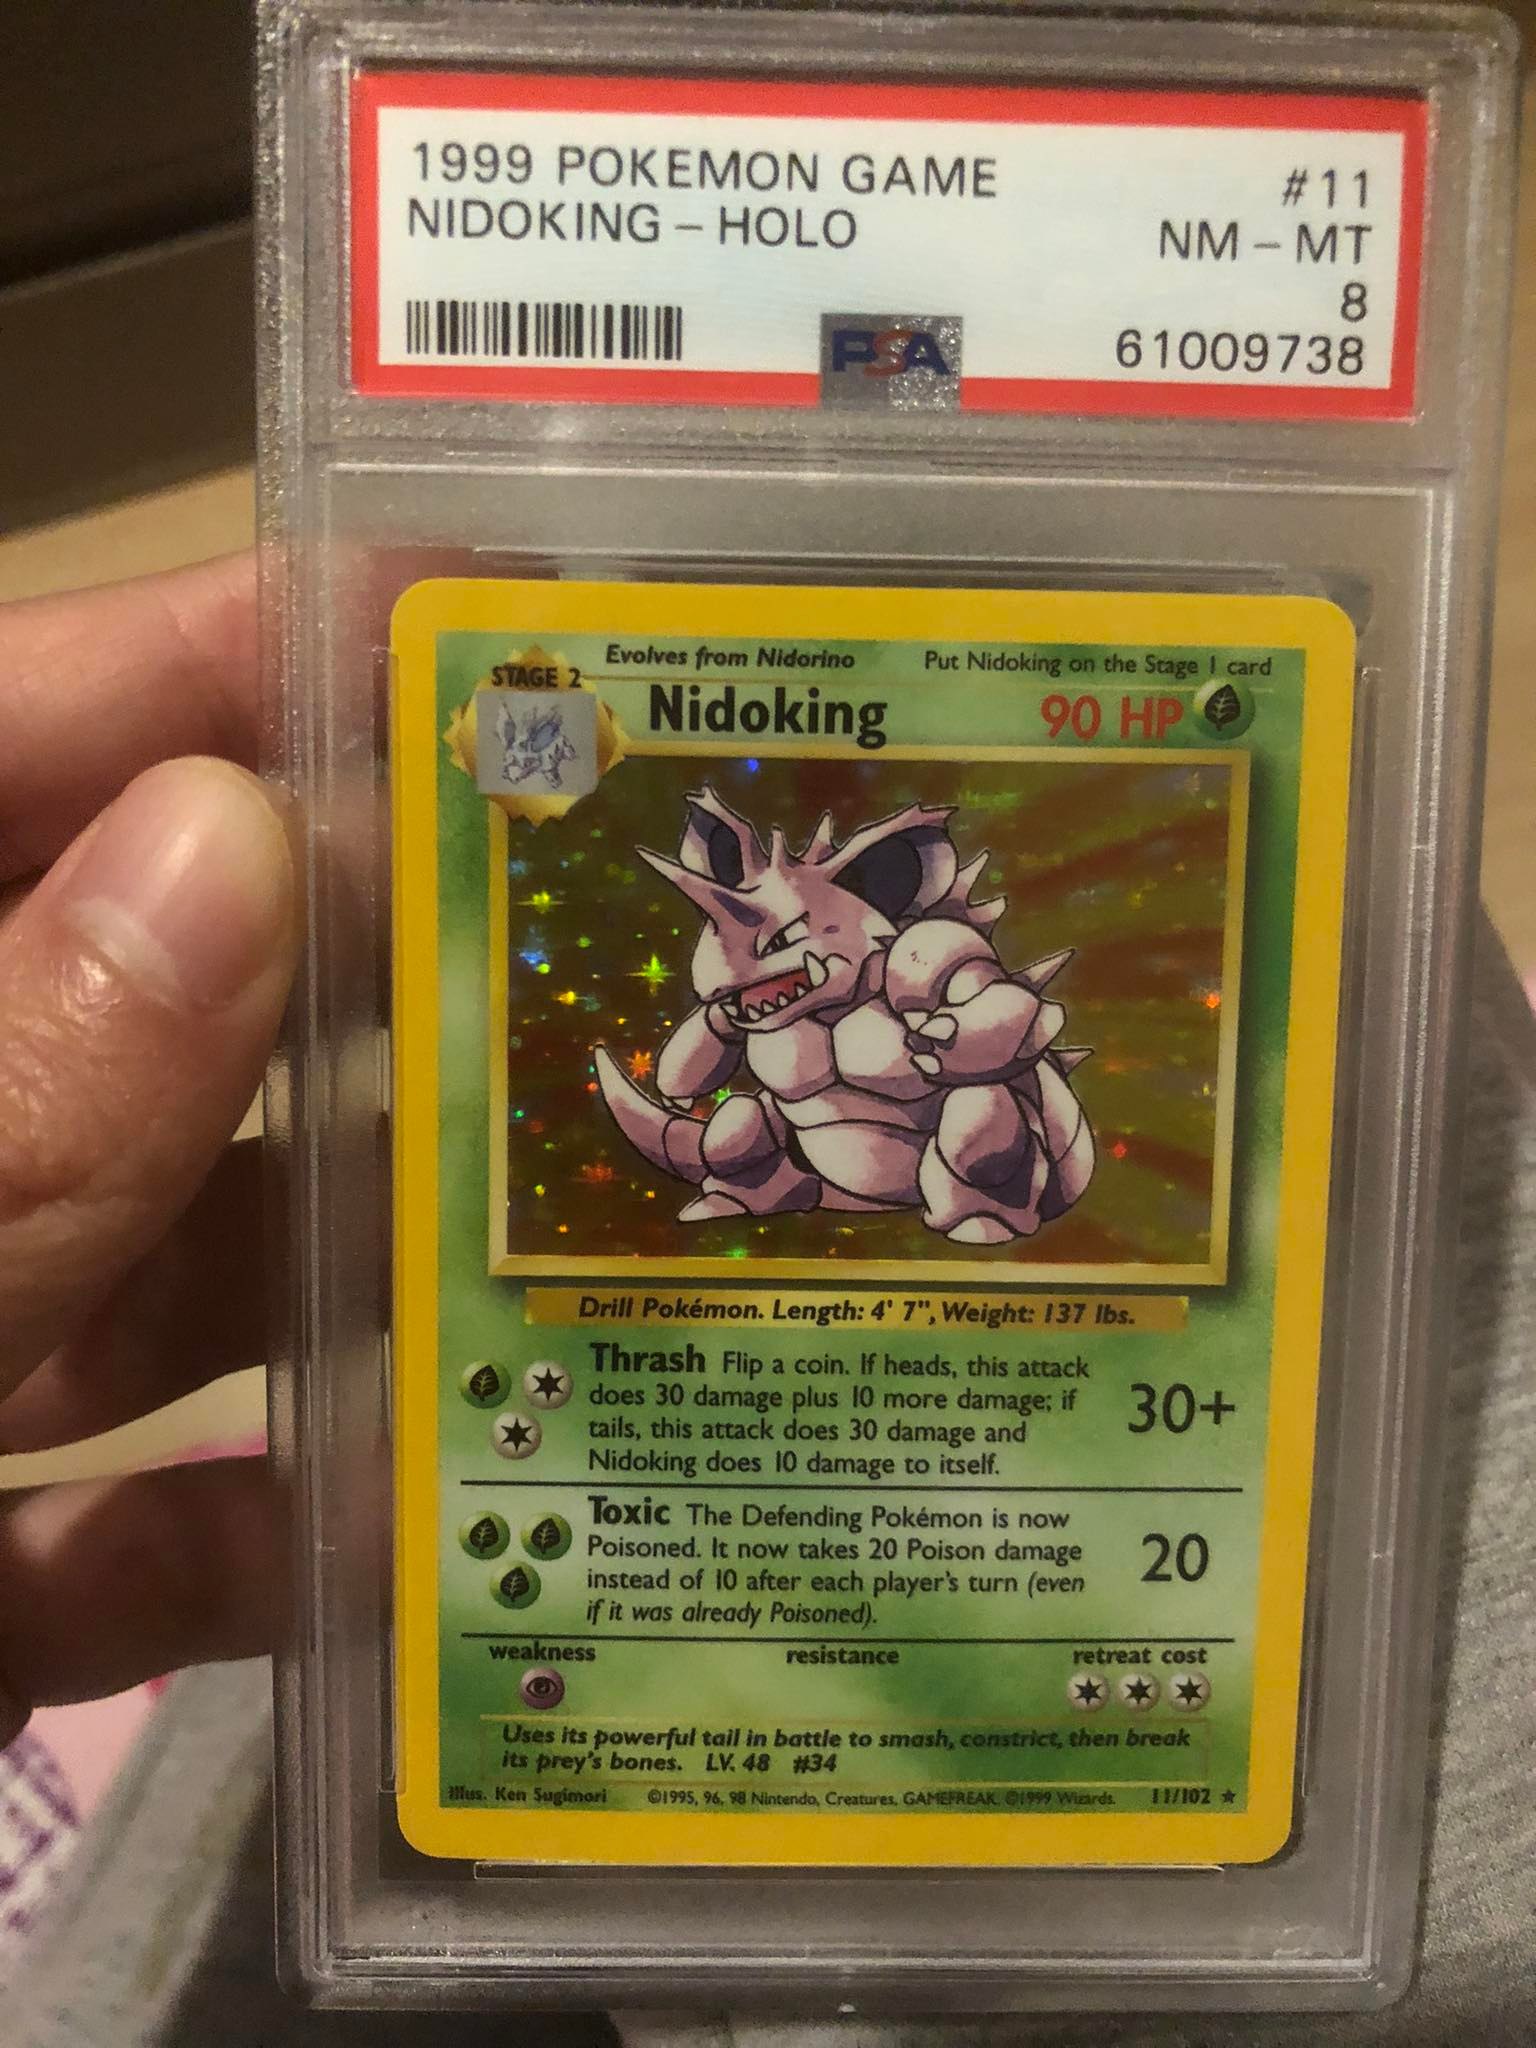 1999 POKEMON GAME #11
NIDOKING – HOLO NM – MT
8
PSA 61009738
Evolves from Nidorino Put Nidoking on the Stage 1 card
STAGE 2
Nidoking 90 HP
Drill Pokémon. Length: 4' 7", Weight: 137 lbs.
Thrash Flip a coin. If heads, this attack
does 30 damage plus 10 more damage; if
tails, this attack does 30 damage and
Nidoking does 10 damage to itself.
30+
Toxic The Defending Pokémon is now
Poisoned. It now takes 20 Poison damage
instead of 10 after each player's turn (even
if it was already Poisoned).
20
weakness resistance retreat cost
Uses its powerful tail in battle to smash, constrict, then break
its prey's bones. LV. 48 #34
Illus. Ken Sugimori ©1995, 96, 98 Nintendo, Creatures, GAMEFREAK. ©1999 Wizards. 11/102 ★